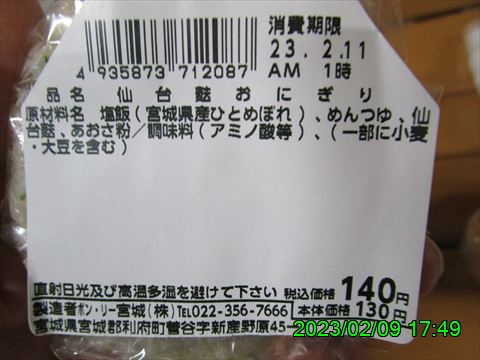 消費期限
23. 2.11
AM 1時
4 935873 712087
品名 仙台麩おにぎり
原材料名 塩飯(宮城県産ひとめぼれ)、めんつゆ、仙
台麩、あおさ粉/調味料(アミノ酸等)、(一部に小麦
・大豆を含む)
直射日光及び高温多湿を避けて下さい 税込価格 140円
製造者ポン・リー宮城(株)TEL022-356-7666 本体価格 130円
宮城県宮城郡利府町菅谷字新産野原45-
2023/02/09 17:49